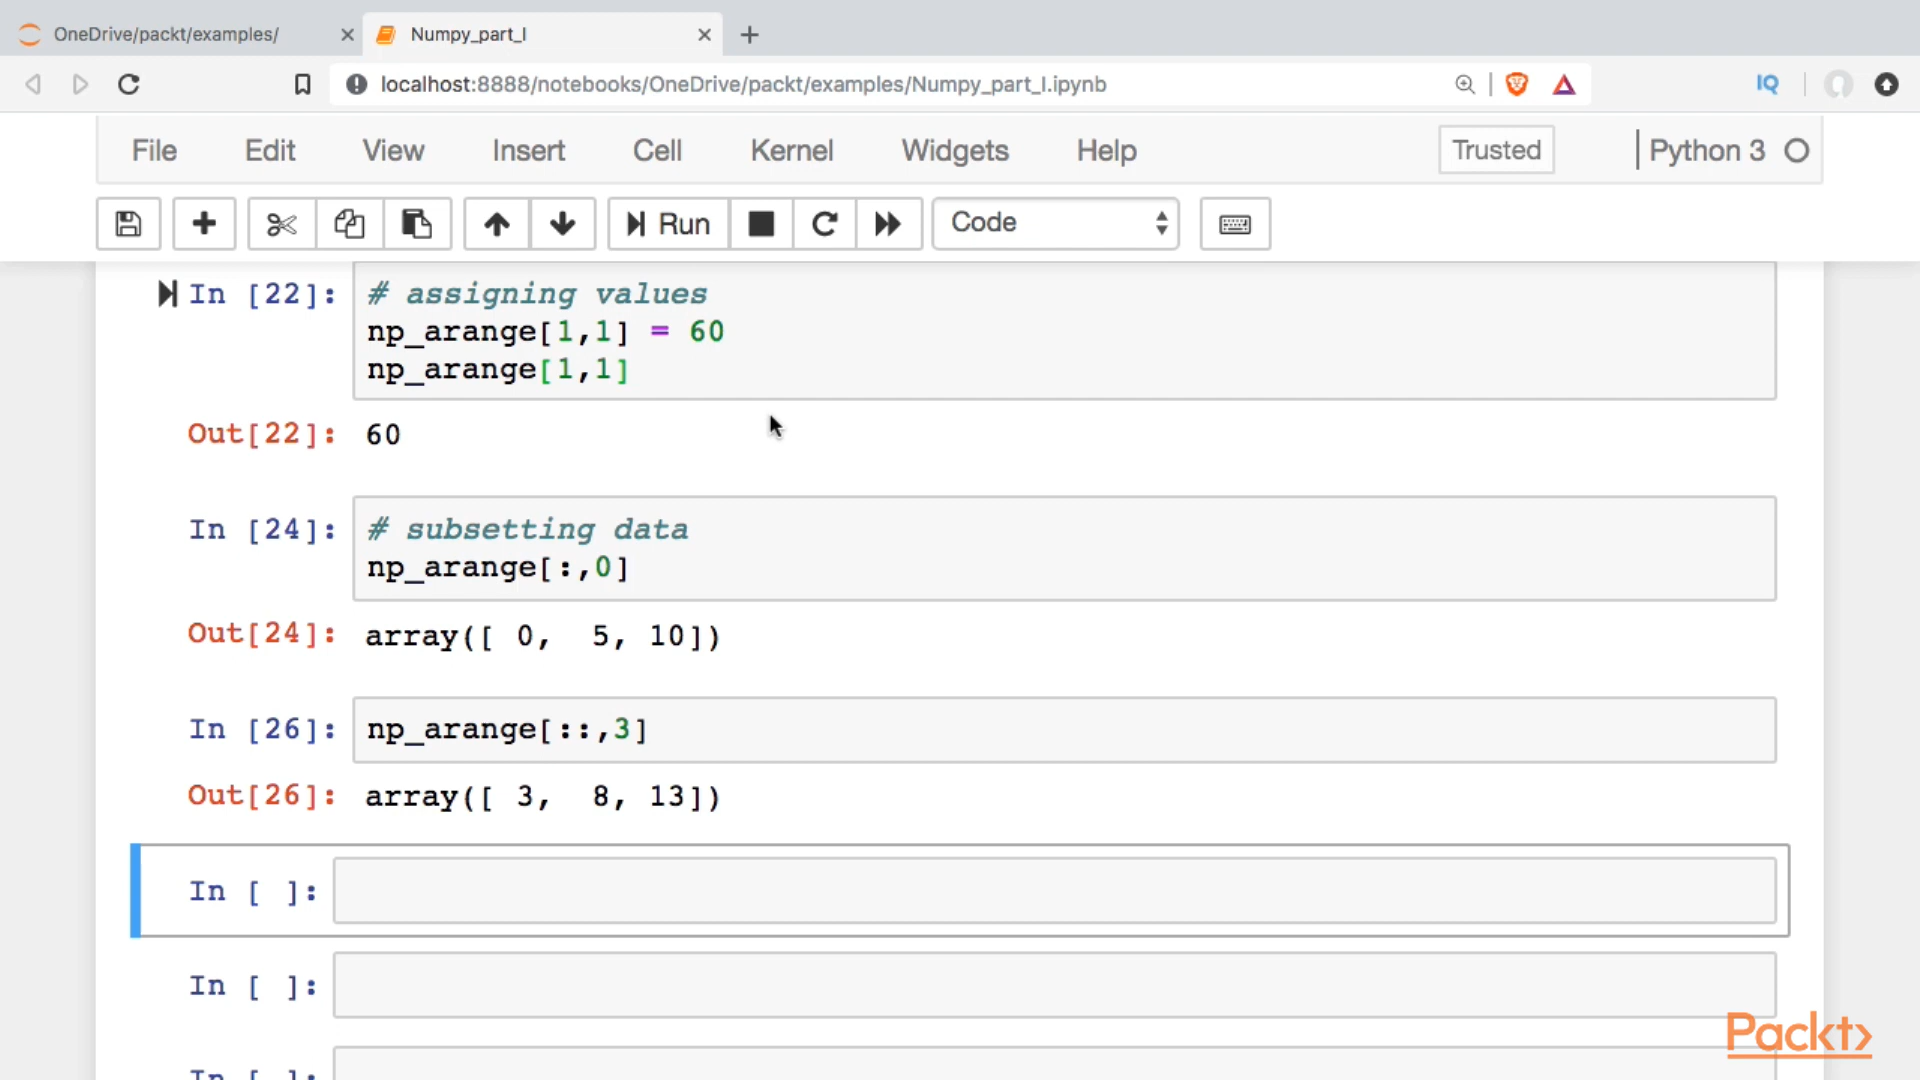 OneDrive/packt/examples/
Numpy_part_I
localhost:8888/notebooks/OneDrive/packt/examples/Numpy_part_I.ipynb
IQ
File Edit View Insert Cell Kernel Widgets Help Trusted Python 3
Run Code
In [22]: # assigning values
np_arange[1,1] = 60
np_arange[1,1]
Out[22]: 60
In [24]: # subsetting data
np_arange[:,0]
Out[24]: array([ 0,  5, 10])
In [26]: np_arange[::,3]
Out[26]: array([ 3,  8, 13])
In [ ]:
In [ ]:
Packt>
In [ ]: